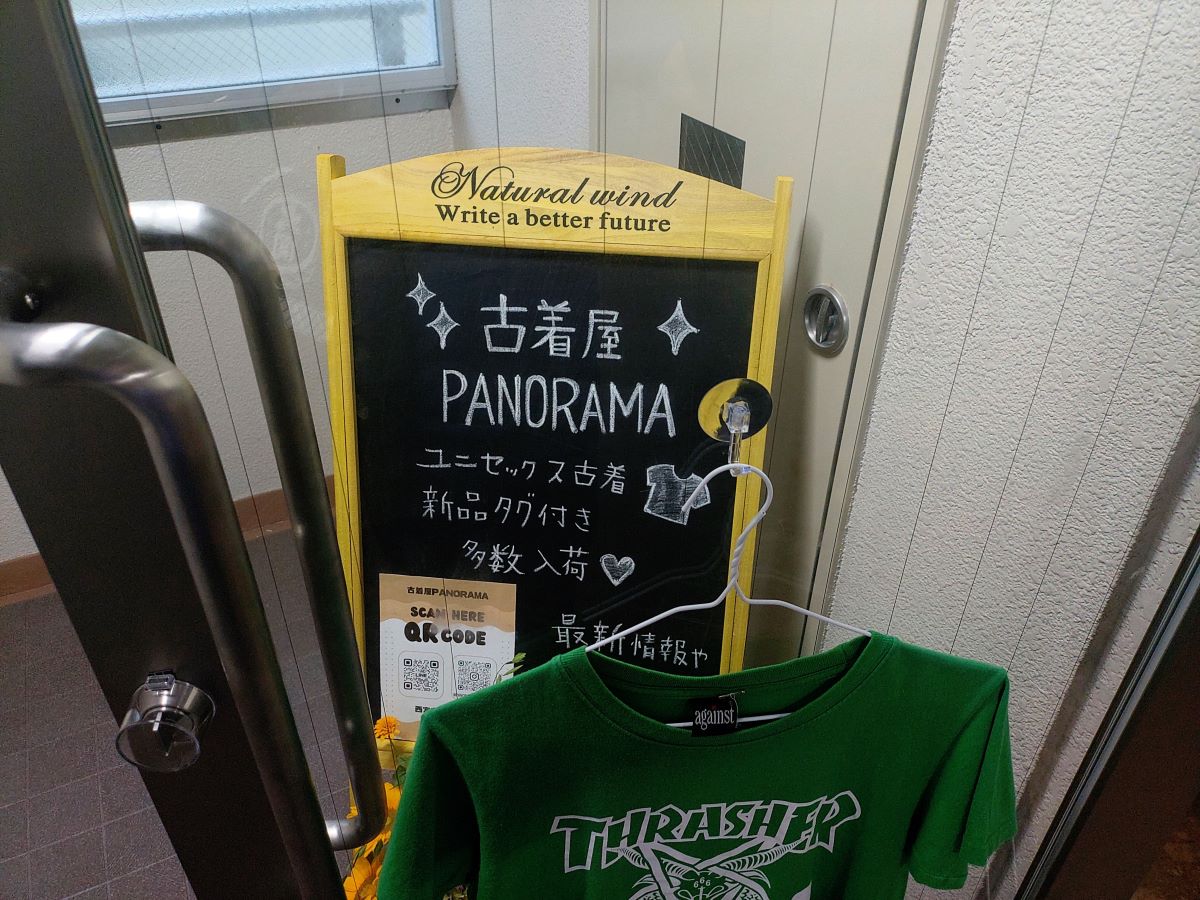 Natural wind
Write a better future
古着屋
PANORAMA
ユニセックス古着
新品タグ付き
多数入荷
古着屋PANORAMA
SCAN HERE
QR CODE
LINE
最新情報や
against
THRASHER
666